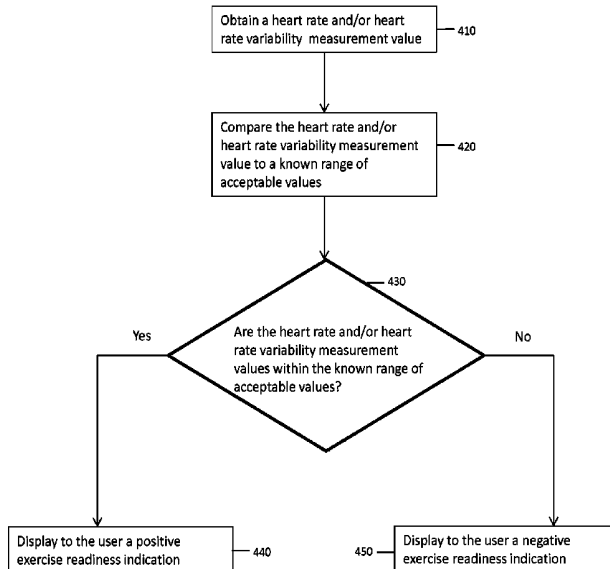 Obtain a heart rate and/or heart
rate variability measurement value
410
Compare the heart rate and/or
heart rate variability measurement
value to a known range of
acceptable values
420
430
Are the heart rate and/or heart
rate variability measurement
values within the known range of
acceptable values?
Yes
No
Display to the user a positive
exercise readiness indication
440
450
Display to the user a negative
exercise readiness indication